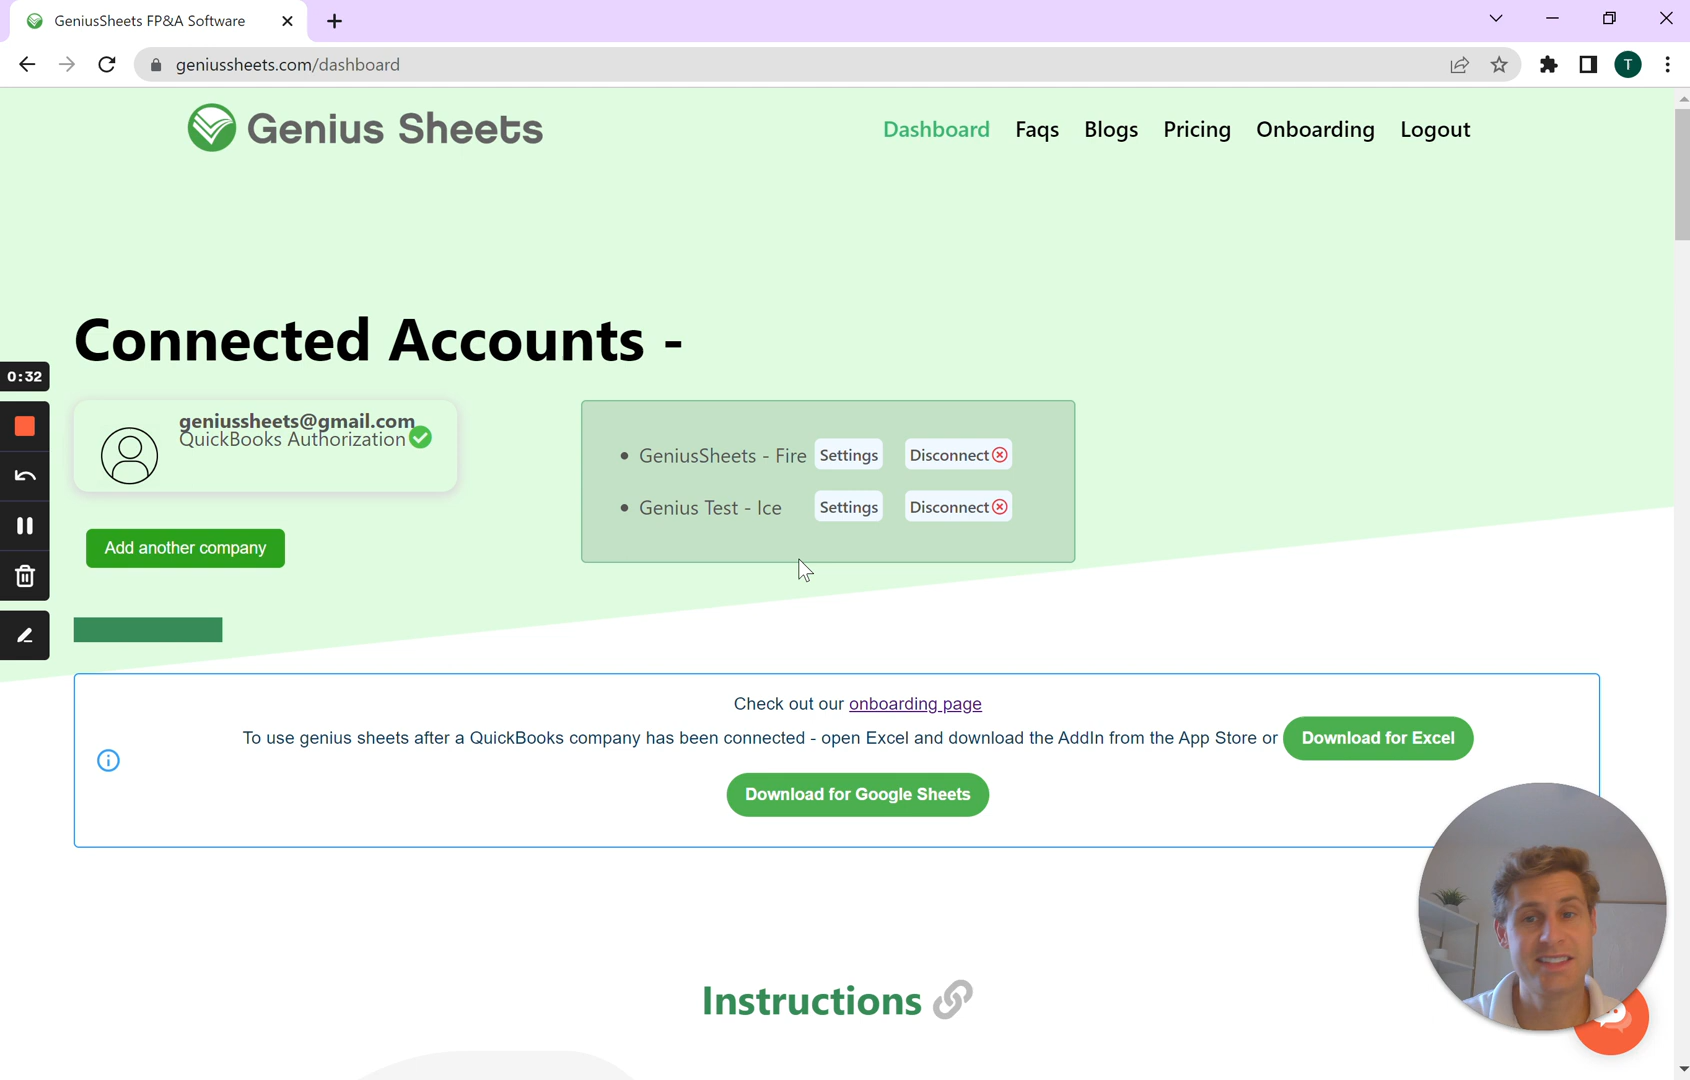 GeniusSheets FP&A Software
geniussheets.com/dashboard
T
Genius Sheets
Dashboard Faqs Blogs Pricing Onboarding Logout
Connected Accounts -
0:32
geniussheets@gmail.com
QuickBooks Authorization
GeniusSheets - Fire Settings Disconnect
Genius Test - Ice Settings Disconnect
Add another company
Check out our onboarding page
To use genius sheets after a QuickBooks company has been connected - open Excel and download the AddIn from the App Store or Download for Excel
Download for Google Sheets
Instructions